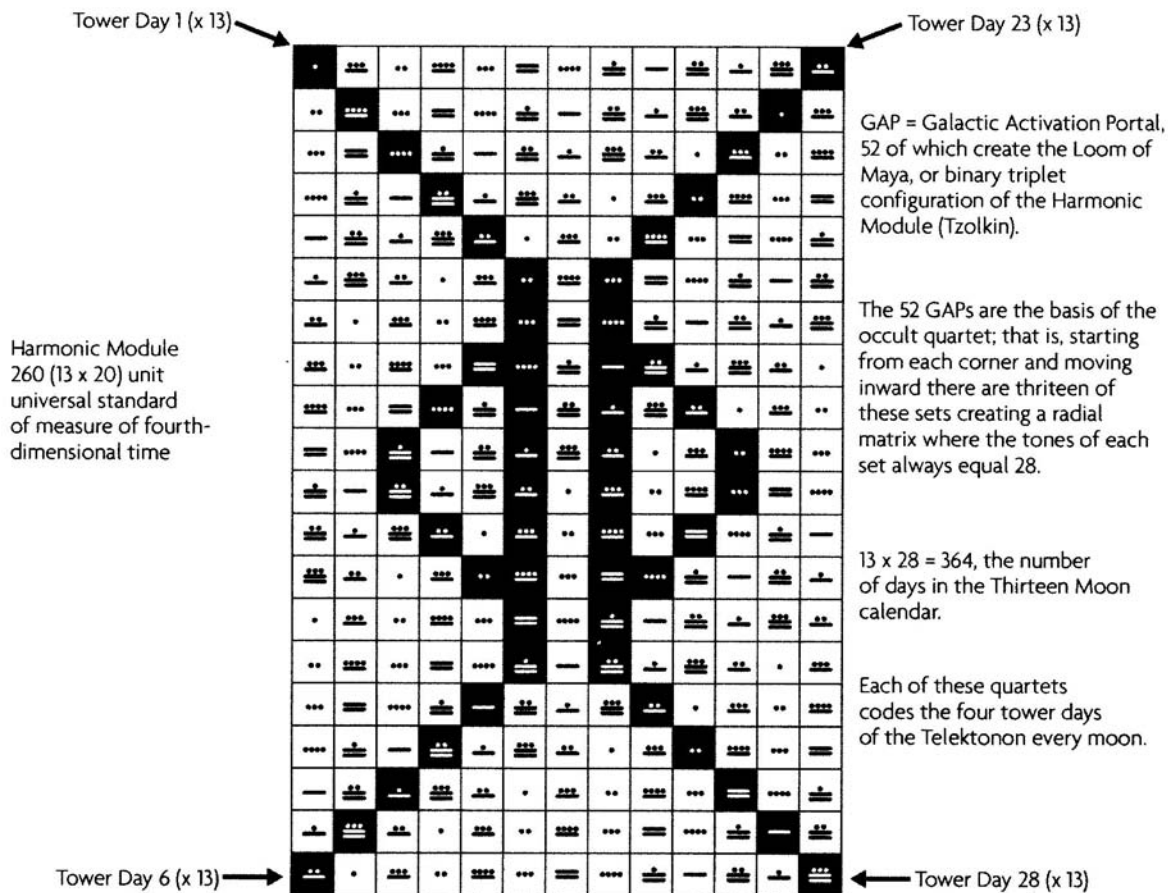 Tower Day 1 (x 13)
Tower Day 23 (x 13)
GAP = Galactic Activation Portal,
52 of which create the Loom of
Maya, or binary triplet
configuration of the Harmonic
Module (Tzolkin).
The 52 GAPs are the basis of the
occult quartet; that is, starting
from each corner and moving
inward there are thriteen of
these sets creating a radial
matrix where the tones of each
set always equal 28.
Harmonic Module
260 (13 x 20) unit
universal standard
of measure of fourth-
dimensional time
13 x 28 = 364, the number
of days in the Thirteen Moon
calendar.
Each of these quartets
codes the four tower days
of the Telektonon every moon.
Tower Day 6 (x 13)
Tower Day 28 (x 13)